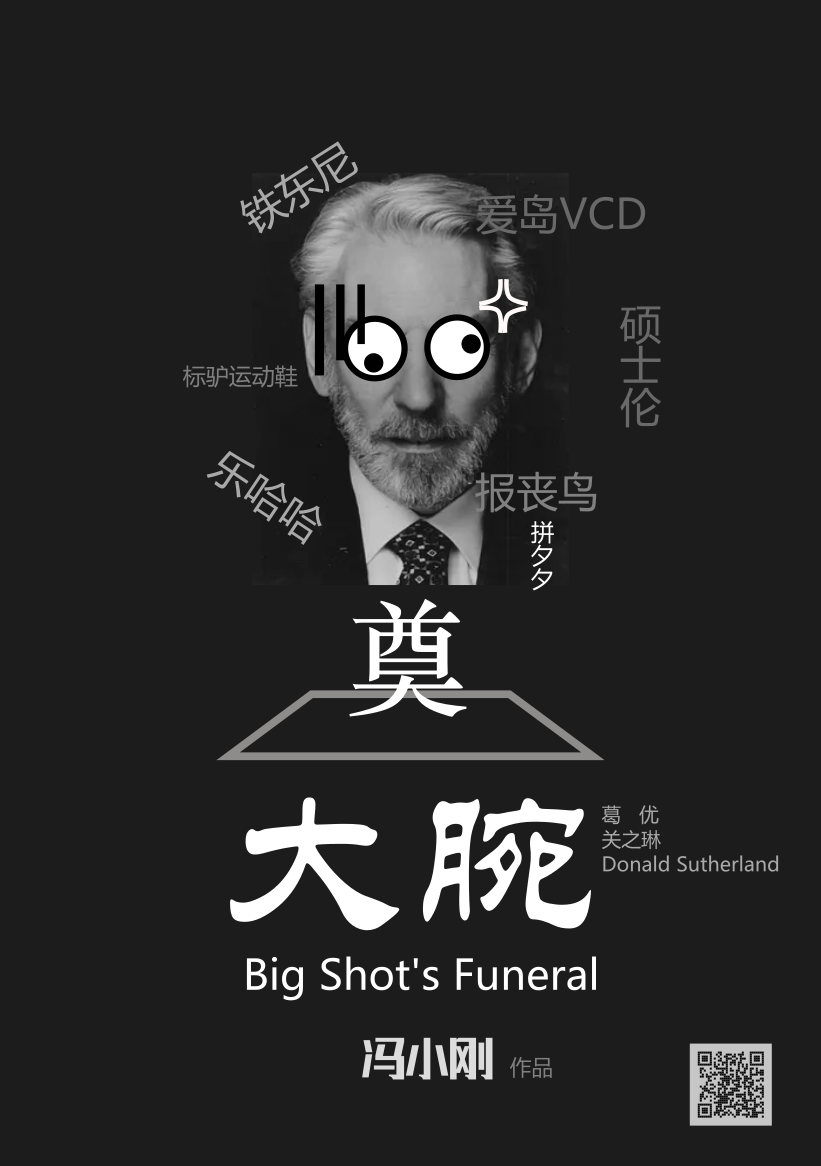 铁东尼
爱岛VCD
硕士伦
标驴运动鞋
乐哈哈
报丧鸟
拼夕夕
奠
大腕
葛 优
关之琳
Donald Sutherland
Big Shot's Funeral
冯小刚 作品